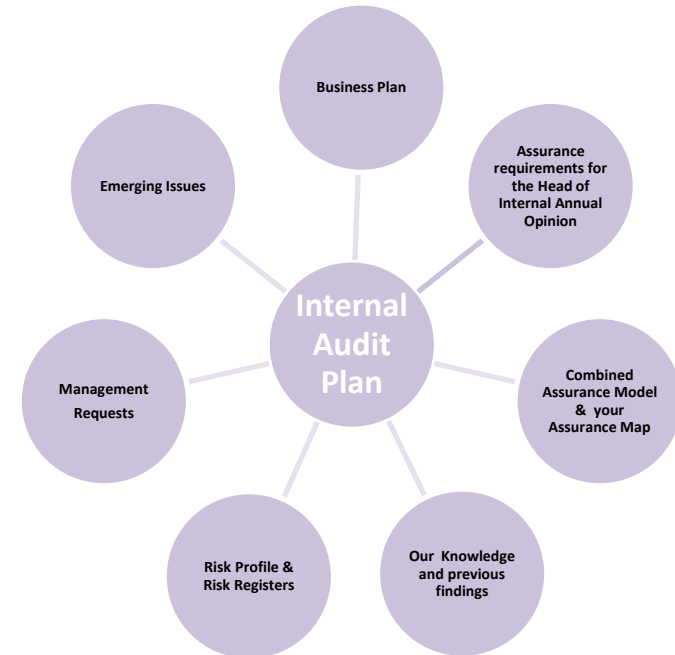 Business Plan
Assurance
requirements for
the Head of
Internal Annual
Opinion
Emerging Issues
Internal
Audit
Plan
Combined
Assurance Model
& your
Assurance Map
Management
Requests
Our Knowledge
and previous
findings
Risk Profile &
Risk Registers